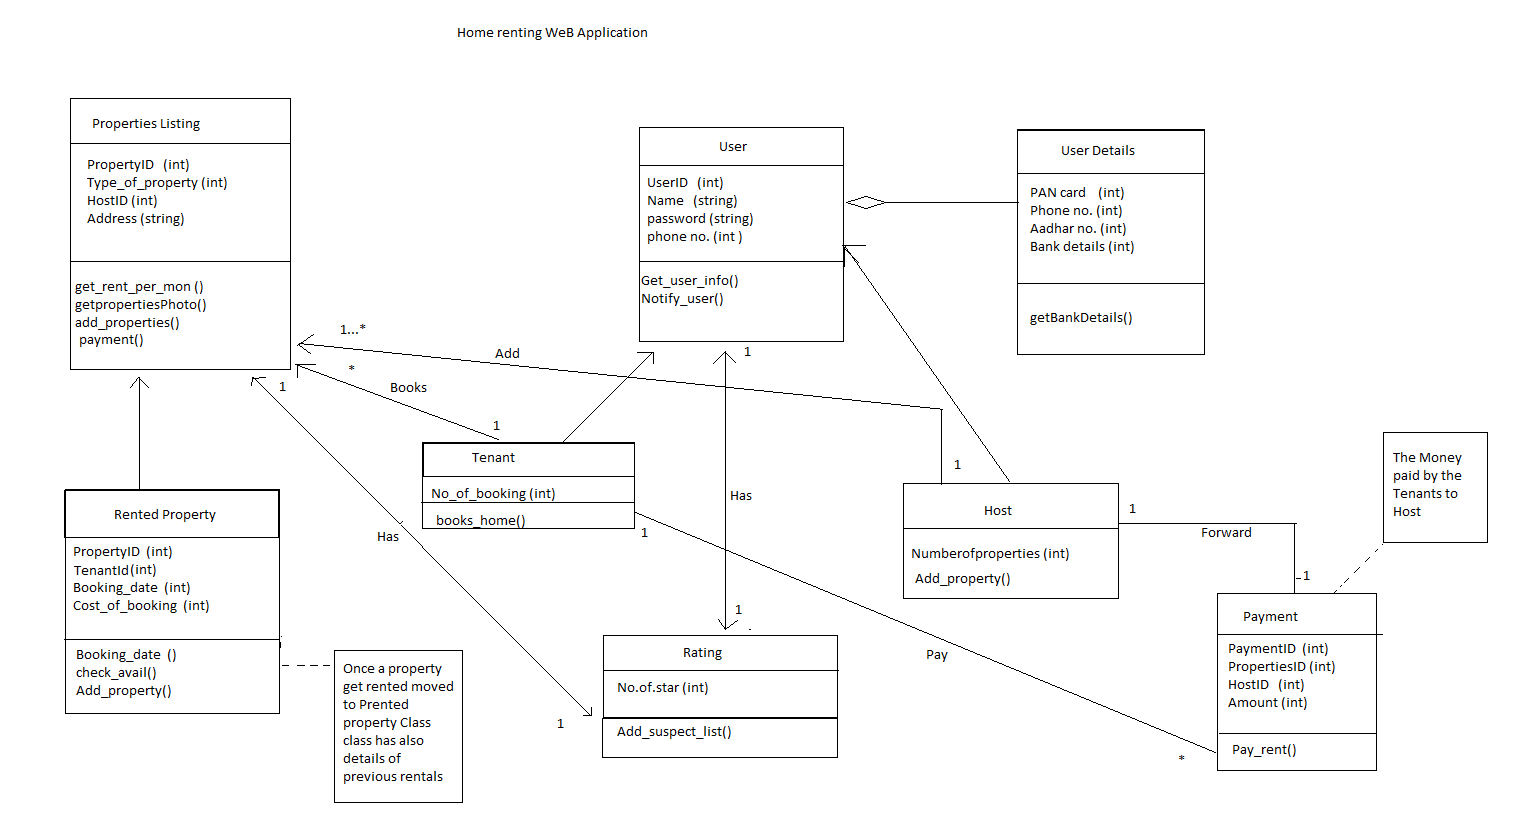 Home renting WeB Application
Properties Listing
PropertyID (int)
Type_of_property (int)
HostID (int)
Address (string)
get_rent_per_mon ()
getpropertiesPhoto()
add_properties()
payment()
User
UserID (int)
Name (string)
password (string)
phone no. (int )
Get_user_info()
Notify_user()
User Details
PAN card (int)
Phone no. (int)
Aadhar no. (int)
Bank details (int)
getBankDetails()
1...*
Add
*
Books
1
1
1
Tenant
No_of_booking (int)
books_home()
1
Has
1
Has
1
1
Host
Numberofproperties (int)
Add_property()
1
Forward
1
The Money
paid by the
Tenants to
Host
Rented Property
PropertyID (int)
TenantId(int)
Booking_date (int)
Cost_of_booking (int)
Booking_date ()
check_avail()
Add_property()
Once a property
get rented moved
to Prented
property Class
class has also
details of
previous rentals
Rating
No.of.star (int)
Add_suspect_list()
Pay
*
Payment
PaymentID (int)
PropertiesID (int)
HostID (int)
Amount (int)
Pay_rent()